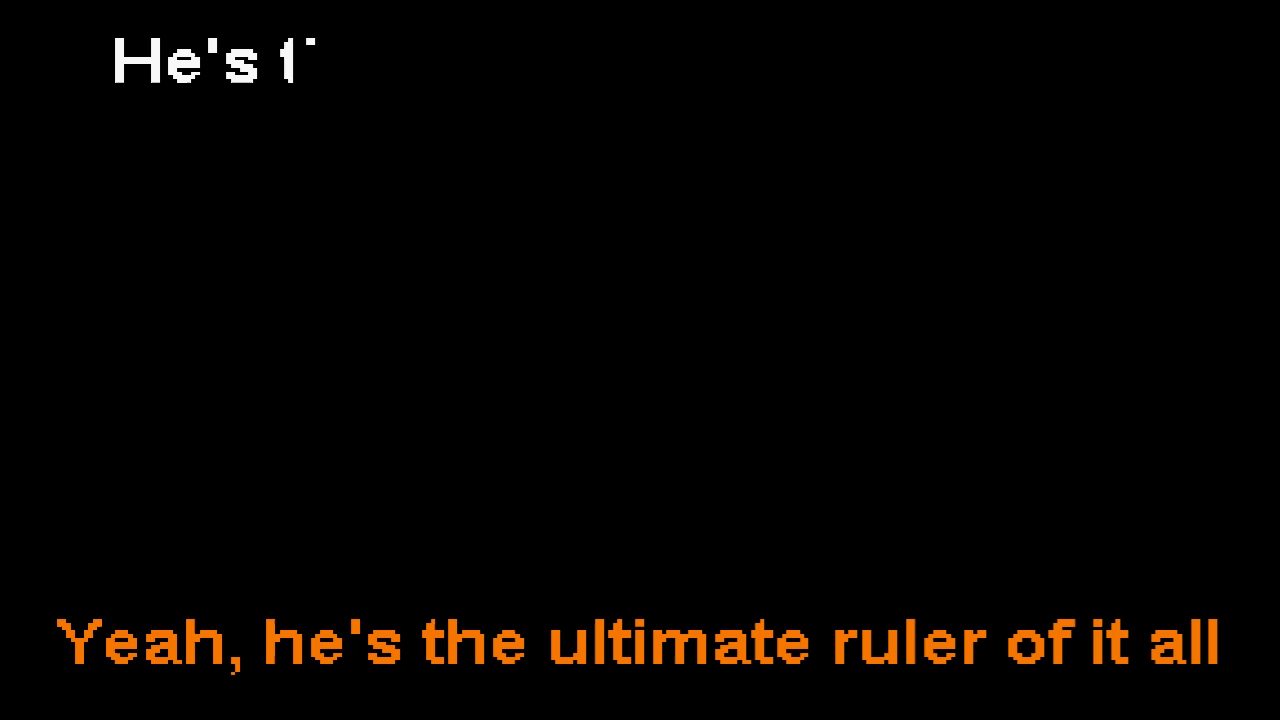 He's
Yeah, he's the ultimate ruler of it all